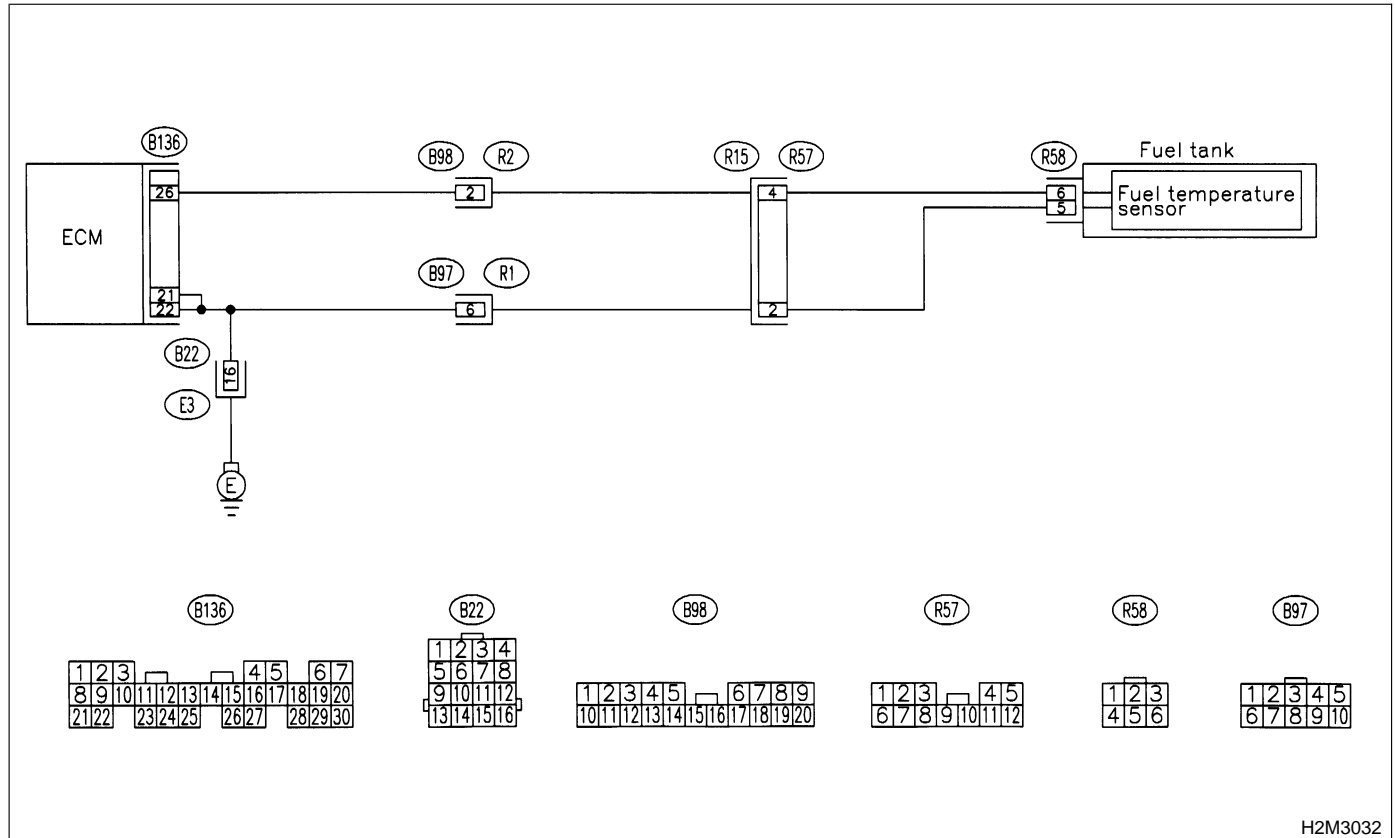 B136
B98 R2
R15 R57
R58
Fuel tank
26
2
4
6
Fuel temperature
sensor
5
ECM
B97 R1
21
22
6
2
B22
16
E3
E
B136
B22
B98
R57
R58
B97
1 2 3 4 5 6 7
8 9 10 11 12 13 14 15 16 17 18 19 20
21 22 23 24 25 26 27 28 29 30
1 2 3 4
5 6 7 8
9 10 11 12
13 14 15 16
1 2 3 4 5 6 7 8 9
10 11 12 13 14 15 16 17 18 19 20
1 2 3 4 5
6 7 8 9 10 11 12
1 2 3
4 5 6
1 2 3 4 5
6 7 8 9 10
H2M3032